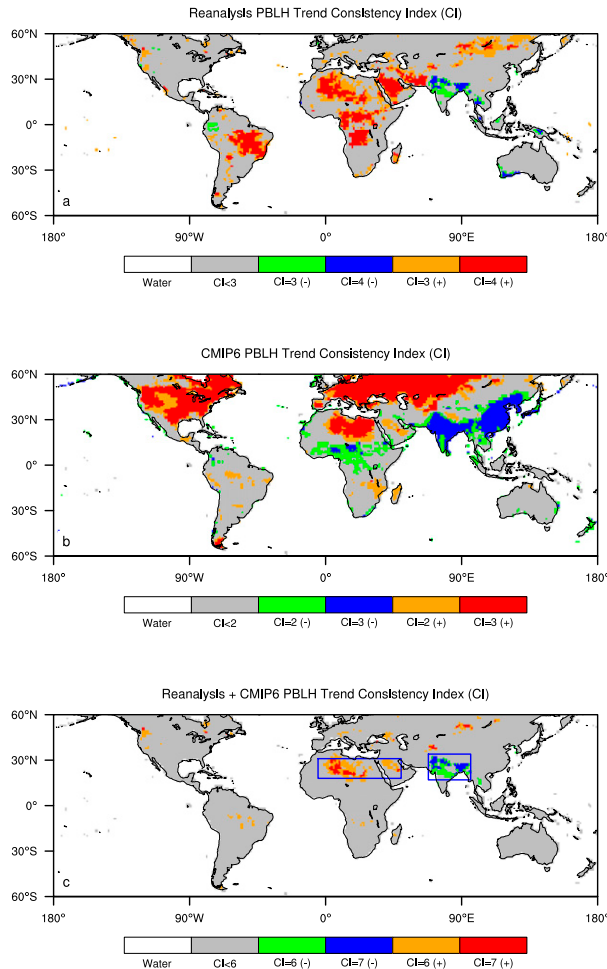 Reanalysis PBLH Trend Consistency Index (CI)
60°N
30°N
0°
30°S
60°S
a
180° 90°W 0° 90°E 180°
Water CI<3 CI=3 (-) CI=4 (-) CI=3 (+) CI=4 (+)
CMIP6 PBLH Trend Consistency Index (CI)
60°N
30°N
0°
30°S
60°S
b
180° 90°W 0° 90°E 180°
Water CI<2 CI=2 (-) CI=3 (-) CI=2 (+) CI=3 (+)
Reanalysis + CMIP6 PBLH Trend Consistency Index (CI)
60°N
30°N
0°
30°S
60°S
c
180° 90°W 0° 90°E 180°
Water CI<6 CI=6 (-) CI=7 (-) CI=6 (+) CI=7 (+)